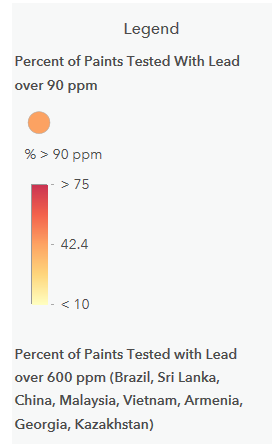 Legend
Percent of Paints Tested With Lead
over 90 ppm
% > 90 ppm
> 75
42.4
< 10
Percent of Paints Tested with Lead
over 600 ppm (Brazil, Sri Lanka,
China, Malaysia, Vietnam, Armenia,
Georgia, Kazakhstan)